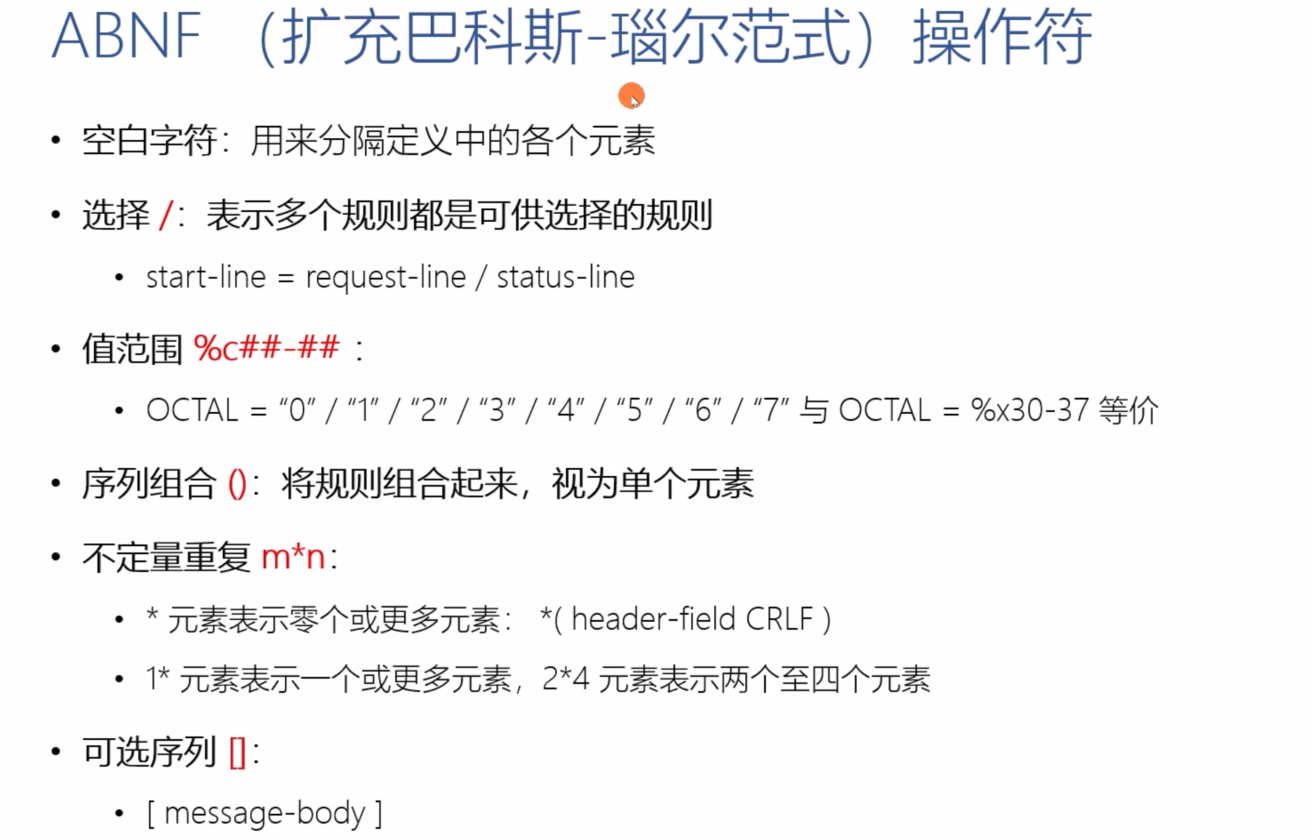 ABNF （扩充巴科斯-瑙尔范式）操作符
• 空白字符：用来分隔定义中的各个元素
• 选择 /：表示多个规则都是可供选择的规则
• start-line = request-line / status-line
• 值范围 %c##-## ：
• OCTAL = “0” / “1” / “2” / “3” / “4” / “5” / “6” / “7” 与 OCTAL = %x30-37 等价
• 序列组合 ()：将规则组合起来，视为单个元素
• 不定量重复 m*n：
• * 元素表示零个或更多元素： *( header-field CRLF )
• 1* 元素表示一个或更多元素，2*4 元素表示两个至四个元素
• 可选序列 []：
• [ message-body ]